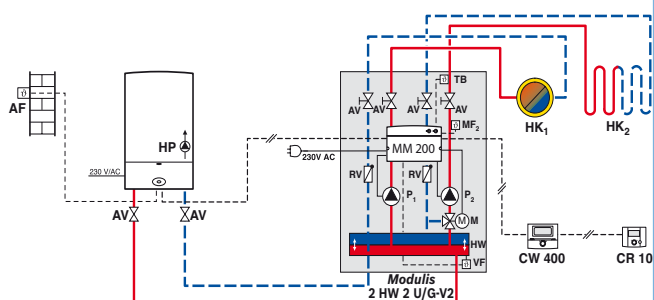 AF
230 V/AC
HP
AV
AV
230V AC
TB
AV
AV
AV
AV
MF2
MM 200
RV
RV
P1
P2
M
M
HW
VF
Modulis
2 HW 2 U/G-V2
HK1
HK2
CW 400
CR 10